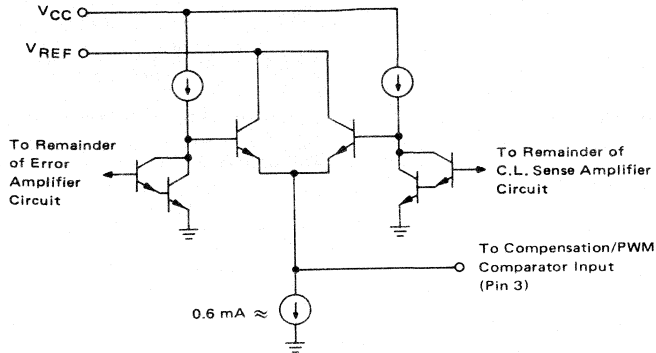 VCC
VREF
To Remainder
of Error
Amplifier
Circuit
To Remainder of
C.L. Sense Amplifier
Circuit
To Compensation/PWM
Comparator Input
(Pin 3)
0.6 mA ≈